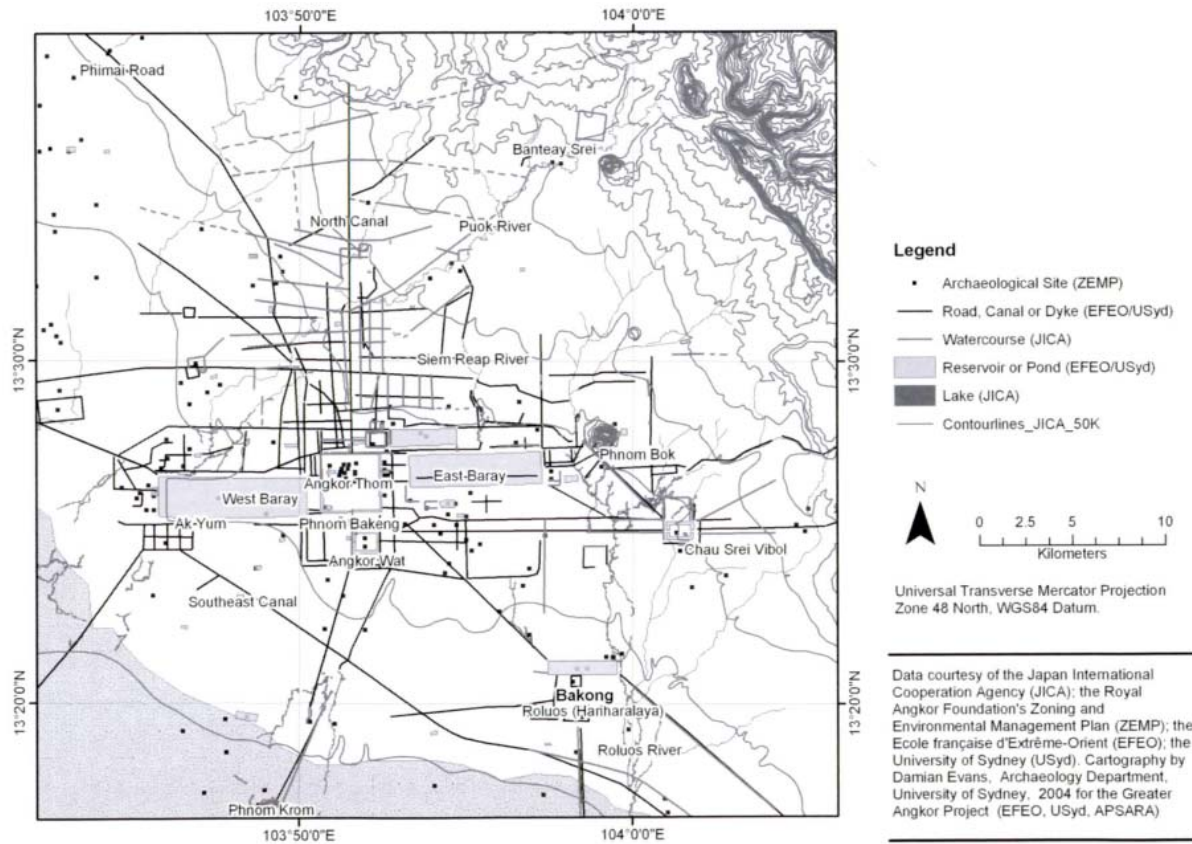 103°50'0"E
104°0'0"E
Phimai Road
Banteay Srei
North Canal
Puok River
13°30'0"N
13°30'0"N
Siem Reap River
Phnom Bok
Angkor Thom
East Baray
West Baray
Ak-Yum
Phnom Bakeng
Chau Srei Vibol
Angkor Wat
Southeast Canal
13°20'0"N
13°20'0"N
Bakong
Roluos (Hariharalaya)
Roluos River
Phnom Krom
103°50'0"E
104°0'0"E
Legend
Archaeological Site (ZEMP)
Road, Canal or Dyke (EFEO/USyd)
Watercourse (JICA)
Reservoir or Pond (EFEO/USyd)
Lake (JICA)
Contourlines_JICA_50K
N
0 2.5 5 10
Kilometers
Universal Transverse Mercator Projection
Zone 48 North, WGS84 Datum.
Data courtesy of the Japan International
Cooperation Agency (JICA); the Royal
Angkor Foundation's Zoning and
Environmental Management Plan (ZEMP); the
Ecole française d'Extrême-Orient (EFEO); the
University of Sydney (USyd). Cartography by
Damian Evans, Archaeology Department,
University of Sydney, 2004 for the Greater
Angkor Project (EFEO, USyd, APSARA)